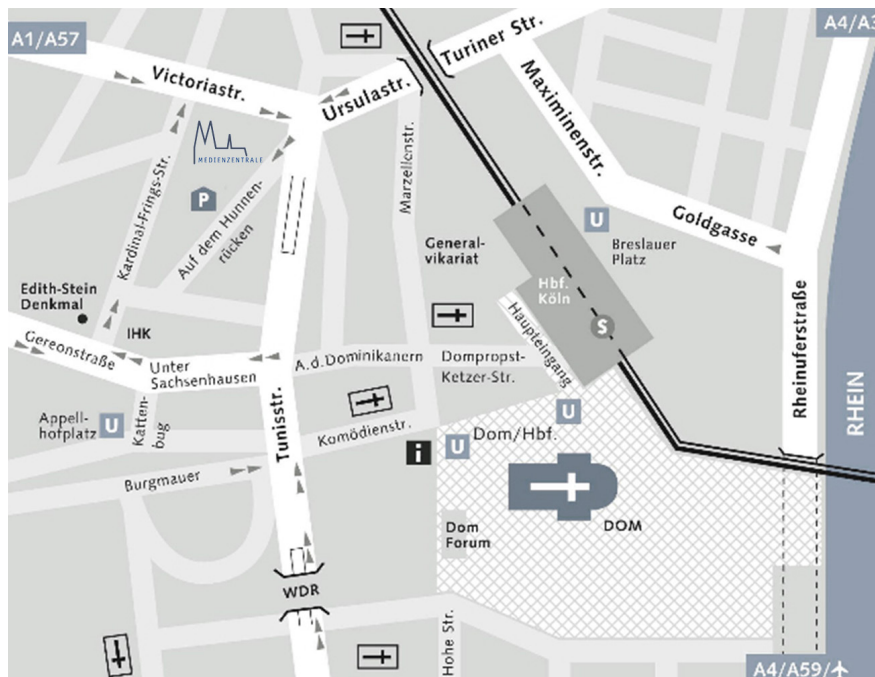 A1/A57
A4/A3
Turiner Str.
Victoriastr.
Ursulastr.
Maximinenstr.
MEDIENZENTRALE
Marzellenstr.
Kardinal-Frings-Str.
P
Auf dem Hunnen-
rücken
U
Goldgasse
General-
vikariat
Breslauer
Platz
Hbf.
Köln
Edith-Stein
Denkmal
S
Haupteingang
IHK
Gereonstraße
Unter
Sachsenhausen
A.d.Dominikanern
Dompropst-
Ketzer-Str.
Rheinuferstraße
RHEIN
Appell-
hofplatz
U
Katten-
bug
Tunisstr.
Komödienstr.
U
i
U
Dom/Hbf.
Burgmauer
Dom
Forum
DOM
WDR
Hohe Str.
A4/A59/